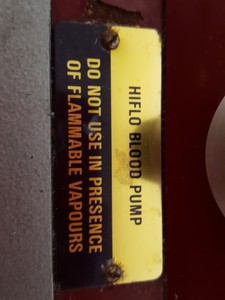 HIFLO BLOOD PUMP
DO NOT USE IN PRESENCE
OF FLAMMABLE VAPOURS